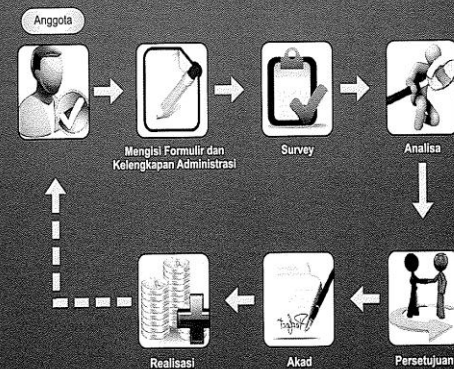 Anggota
Mengisi Formulir dan
Kelengkapan Administrasi
Survey
Analisa
Realisasi
Akad
Persetujuan